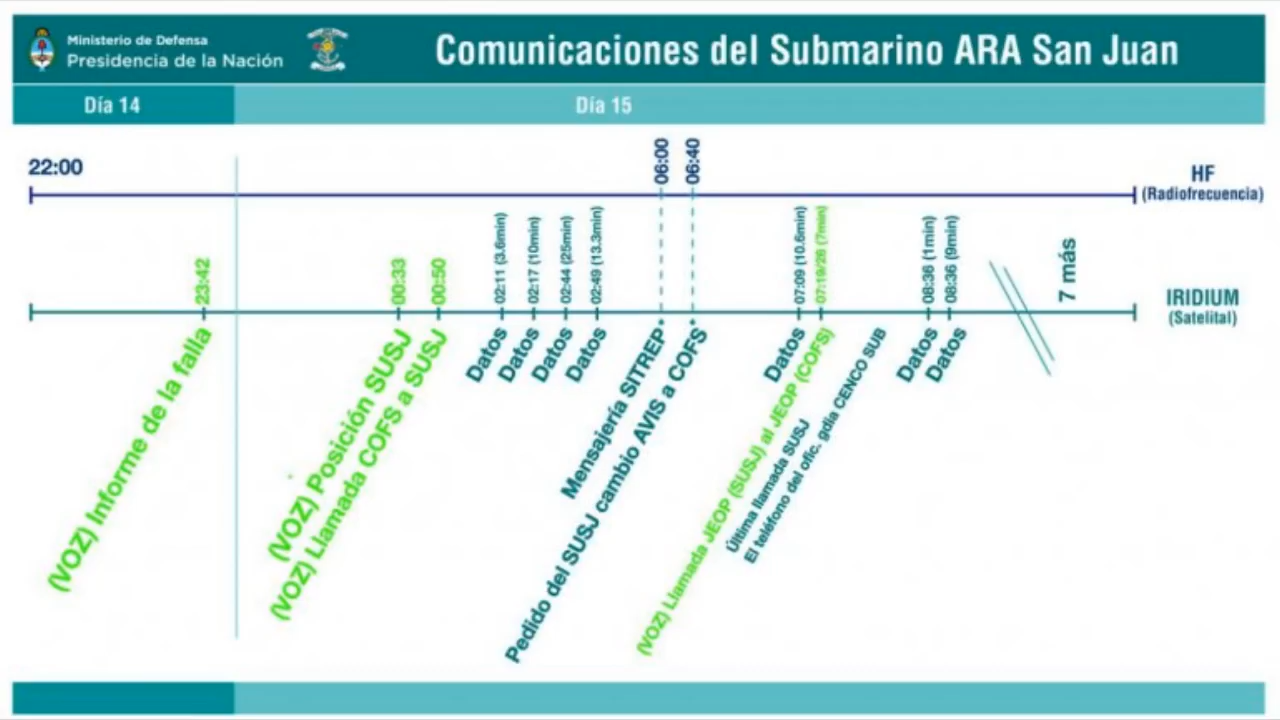 Ministerio de Defensa
Presidencia de la Nación
Comunicaciones del Submarino ARA San Juan
Día 14
Día 15
22:00
06:00
06:40
HF
(Radiofrecuencia)
23:42
00:33
00:50
02:11 (3.6min)
02:17 (10min)
02:44 (25min)
02:49 (13.3min)
07:09 (10.6min)
07:19/26 (7min)
08:36 (1min)
08:36 (9min)
7 más
IRIDIUM
(Satelital)
(VOZ) Informe de la falla
(VOZ) Posición SUSJ
(VOZ) Llamada COFS a SUSJ
Datos
Datos
Datos
Datos
Mensajería SITREP*
Pedido del SUSJ cambio AVIS a COFS*
Datos
(VOZ) Llamada JEOP (SUSJ) al JEOP (COFS)
Última llamada SUSJ
El teléfono del ofic. gdia CENCO SUB
Datos
Datos